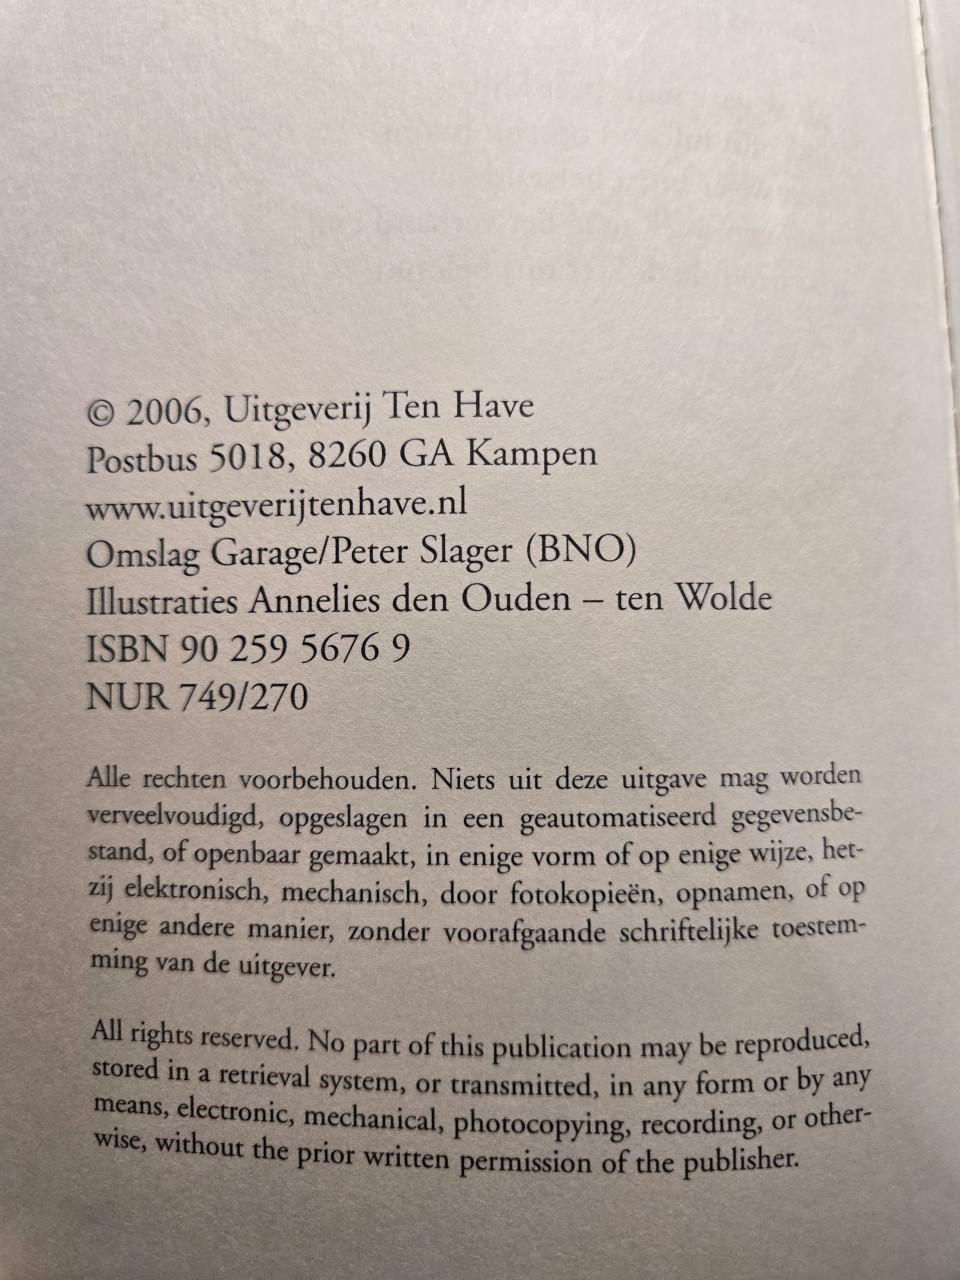 © 2006, Uitgeverij Ten Have
Postbus 5018, 8260 GA Kampen
www.uitgeverijtenhave.nl
Omslag Garage/Peter Slager (BNO)
Illustraties Annelies den Ouden – ten Wolde
ISBN 90 259 5676 9
NUR 749/270
Alle rechten voorbehouden. Niets uit deze uitgave mag worden
verveelvoudigd, opgeslagen in een geautomatiseerd gegevensbe-
stand, of openbaar gemaakt, in enige vorm of op enige wijze, het-
zij elektronisch, mechanisch, door fotokopieën, opnamen, of op
enige andere manier, zonder voorafgaande schriftelijke toestem-
ming van de uitgever.
All rights reserved. No part of this publication may be reproduced,
stored in a retrieval system, or transmitted, in any form or by any
means, electronic, mechanical, photocopying, recording, or other-
wise, without the prior written permission of the publisher.